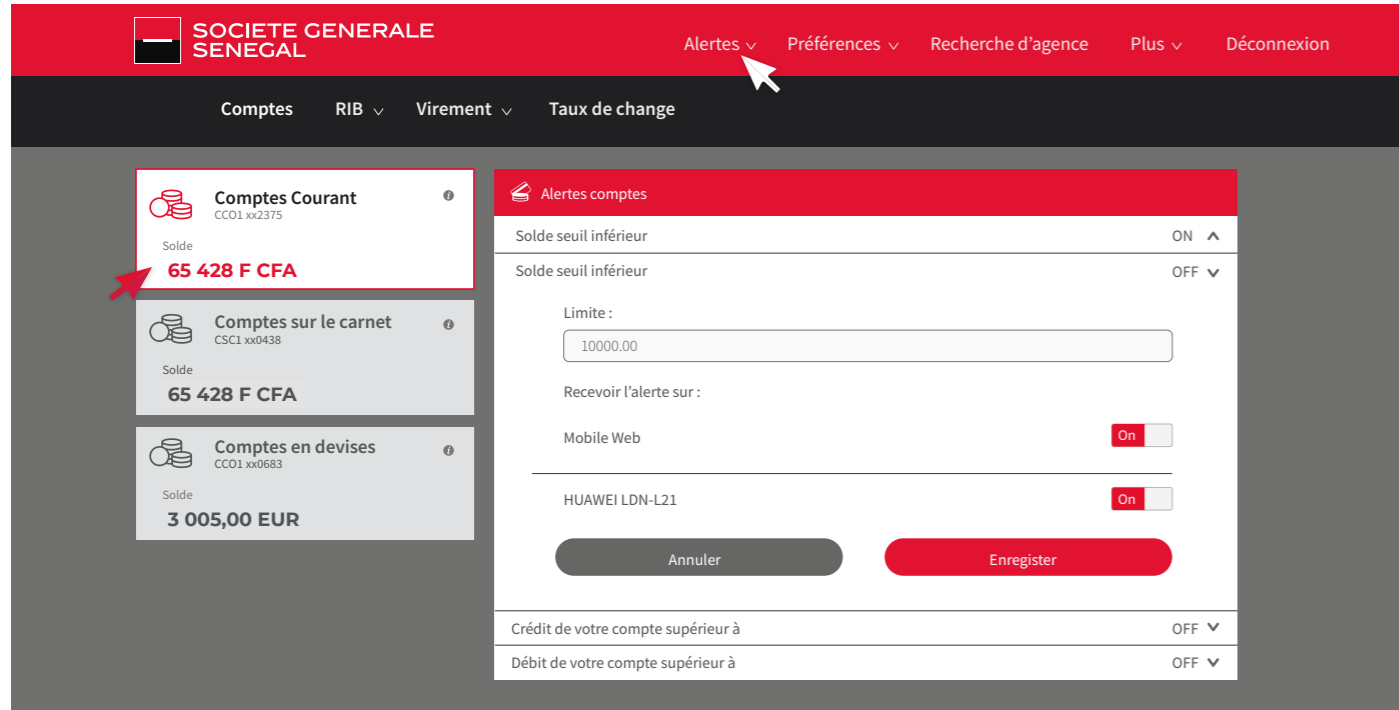 SOCIETE GENERALE
SENEGAL
Alertes Préférences Recherche d'agence Plus Déconnexion
Comptes RIB Virement Taux de change
Comptes Courant
CCO1 xx2375
Solde
65 428 F CFA
Comptes sur le carnet
CSC1 xx0438
Solde
65 428 F CFA
Comptes en devises
CCO1 xx0683
Solde
3 005,00 EUR
Alertes comptes
Solde seuil inférieur ON
Solde seuil inférieur OFF
Limite :
10000.00
Recevoir l'alerte sur :
Mobile Web On
HUAWEI LDN-L21 On
Annuler Enregister
Crédit de votre compte supérieur à OFF
Débit de votre compte supérieur à OFF